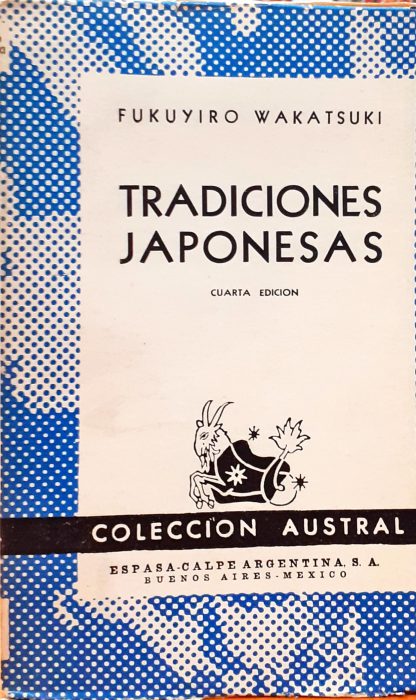 FUKUYIRO WAKATSUKI
TRADICIONES
JAPONESAS
CUARTA EDICION
COLECCION AUSTRAL
ESPASA-CALPE ARGENTINA, S. A.
BUENOS AIRES-MEXICO